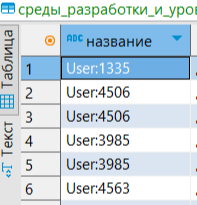 среды_разработки_и_уро
Таблица
Текст
ABC название
1 User:1335
2 User:4506
3 User:4506
4 User:3985
5 User:3985
6 User:4563